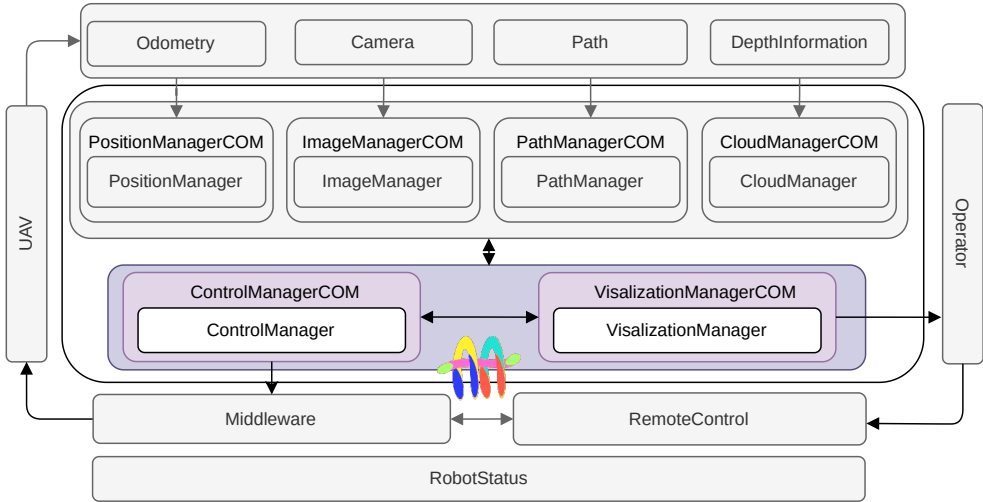 Odometry
Camera
Path
DepthInformation
PositionManagerCOM
ImageManagerCOM
PathManagerCOM
CloudManagerCOM
PositionManager
ImageManager
PathManager
CloudManager
UAV
Operator
ControlManagerCOM
VisalizationManagerCOM
ControlManager
VisalizationManager
Middleware
RemoteControl
RobotStatus